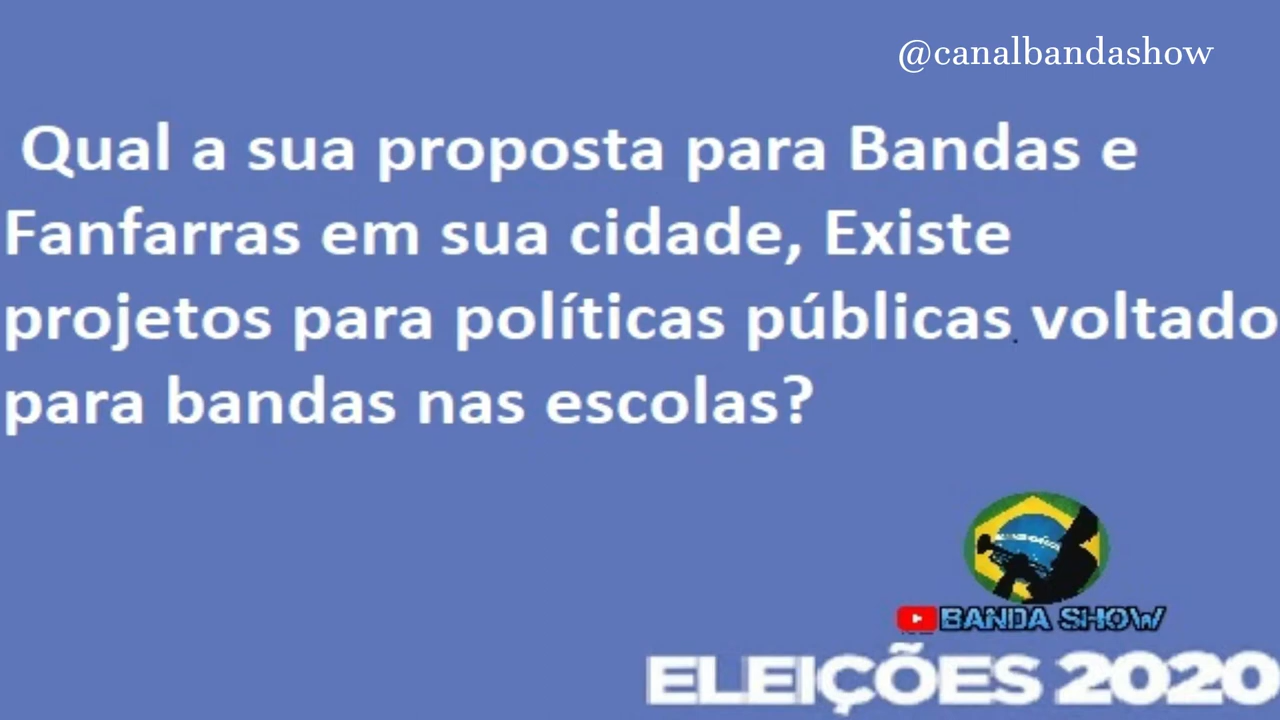 @canalbandashow
Qual a sua proposta para Bandas e
Fanfarras em sua cidade, Existe
projetos para políticas públicas voltado
para bandas nas escolas?
BANDA SHOW
ELEIÇÕES 2020